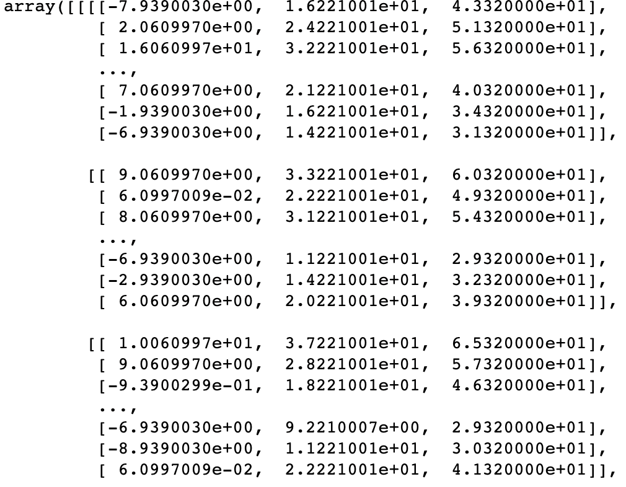 array([[[[-7.9390030e+00,  1.6221001e+01,  4.3320000e+01],
         [ 2.0609970e+01,  2.4221001e+01,  5.1320000e+01],
         [ 1.6060997e+01,  3.2221001e+01,  5.6320000e+01],
         ...,
         [ 7.0609970e+00,  2.1221001e+01,  4.0320000e+01],
         [-1.9390030e+00,  1.6221001e+01,  3.4320000e+01],
         [-6.9390030e+00,  1.4221001e+01,  3.1320000e+01]],

        [[ 9.0609970e+00,  3.3221001e+01,  6.0320000e+01],
         [ 6.0997009e-02,  2.2221001e+01,  4.9320000e+01],
         [ 8.0609970e+00,  3.1221001e+01,  5.4320000e+01],
         ...,
         [-6.9390030e+00,  1.1221001e+01,  2.9320000e+01],
         [-2.9390030e+00,  1.4221001e+01,  3.2320000e+01],
         [ 6.0609970e+00,  2.0221001e+01,  3.9320000e+01]],

        [[ 1.0060997e+01,  3.7221001e+01,  6.5320000e+01],
         [ 9.0609970e+00,  2.8221001e+01,  5.7320000e+01],
         [-9.3900299e-01,  1.8221001e+01,  4.6320000e+01],
         ...,
         [-6.9390030e+00,  9.2210007e+00,  2.9320000e+01],
         [-8.9390030e+00,  1.1221001e+01,  3.0320000e+01],
         [ 6.0997009e-02,  2.2221001e+01,  4.1320000e+01]],